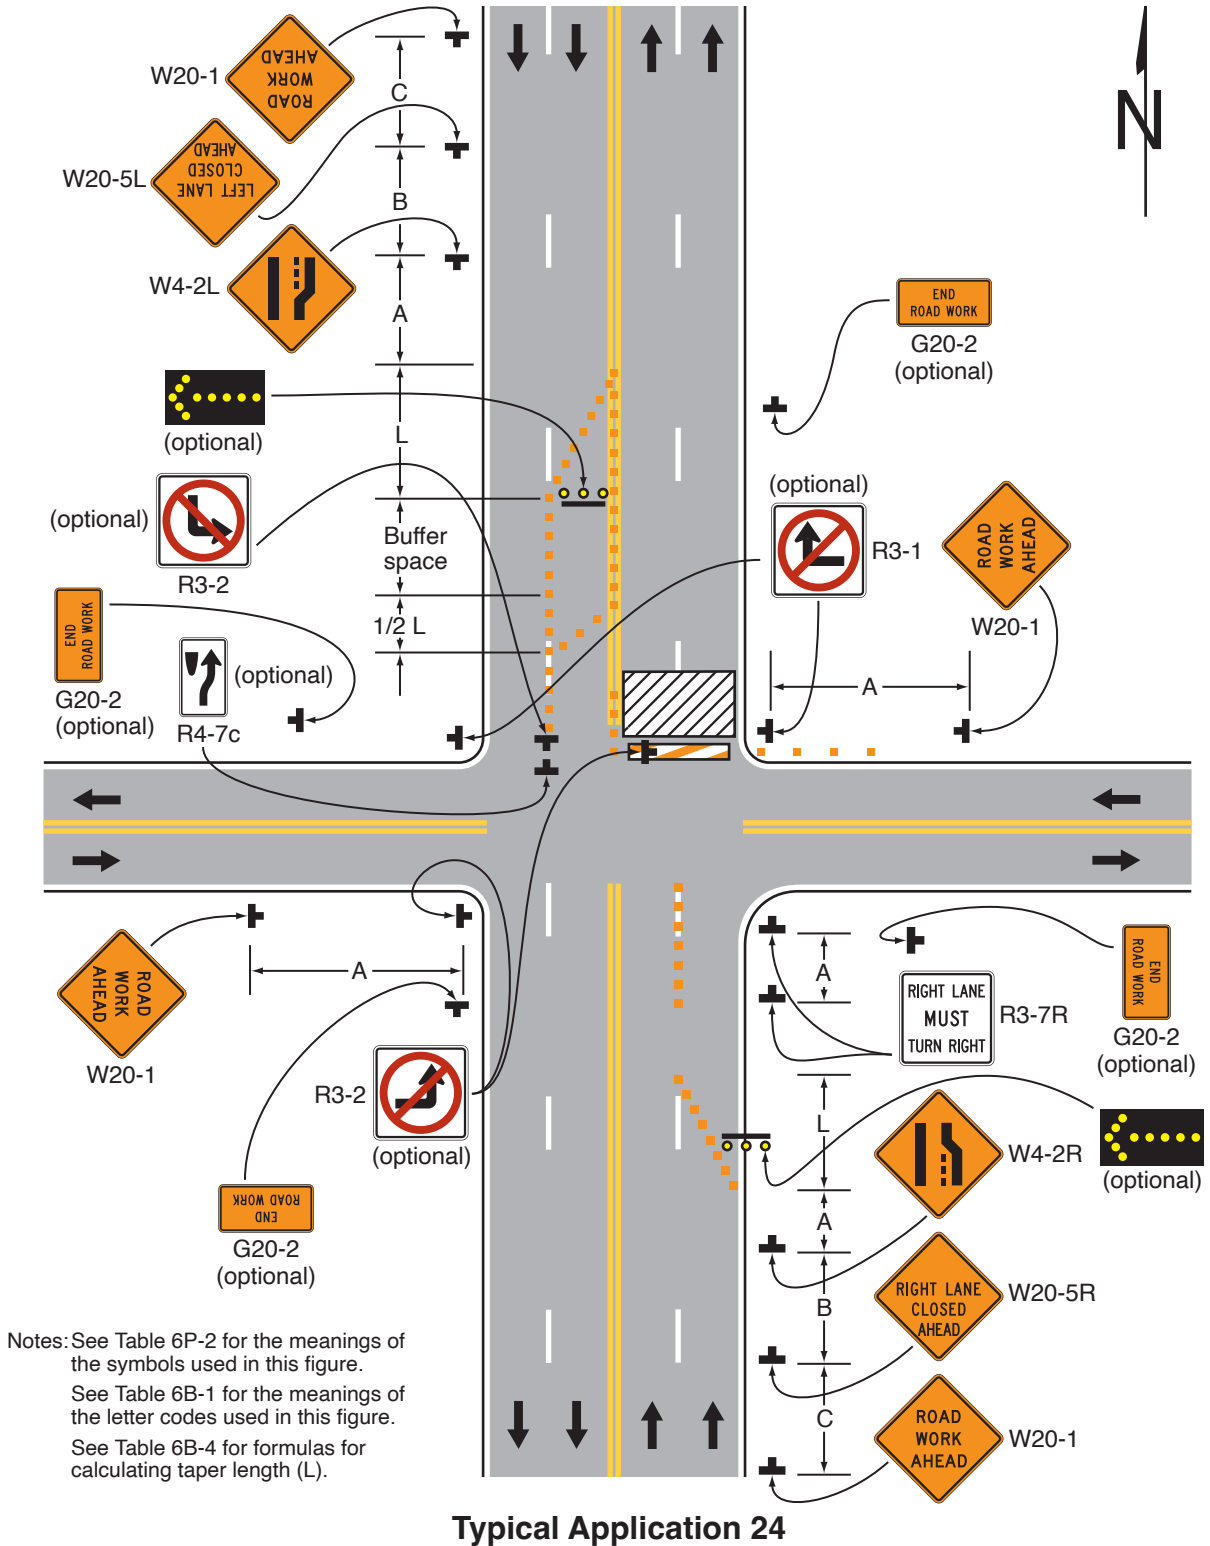 ROAD
WORK
AHEAD
W20-1
C
N
LEFT LANE
CLOSED
AHEAD
W20-5L
B
W4-2L
A
END
ROAD WORK
G20-2
(optional)
(optional)
L
(optional)
R3-2
Buffer
space
(optional)
R3-1
ROAD
WORK
AHEAD
W20-1
END
ROAD WORK
G20-2
(optional)
1/2 L
(optional)
R4-7c
A
ROAD
WORK
AHEAD
W20-1
A
A
END
ROAD WORK
G20-2
(optional)
RIGHT LANE
MUST
TURN RIGHT
R3-7R
R3-2
(optional)
L
W4-2R
(optional)
END
ROAD WORK
G20-2
(optional)
A
B
RIGHT LANE
CLOSED
AHEAD
W20-5R
C
ROAD
WORK
AHEAD
W20-1
Notes: See Table 6P-2 for the meanings of
the symbols used in this figure.
See Table 6B-1 for the meanings of
the letter codes used in this figure.
See Table 6B-4 for formulas for
calculating taper length (L).
Typical Application 24